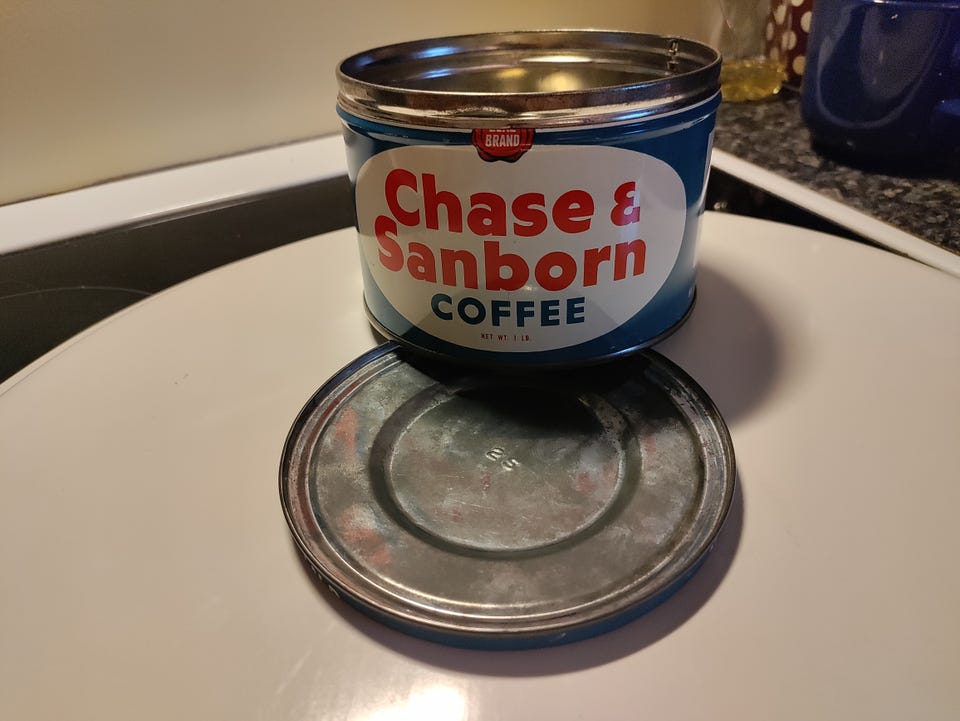 BRAND
Chase &
Sanborn
COFFEE
NET WT. 1 LB.